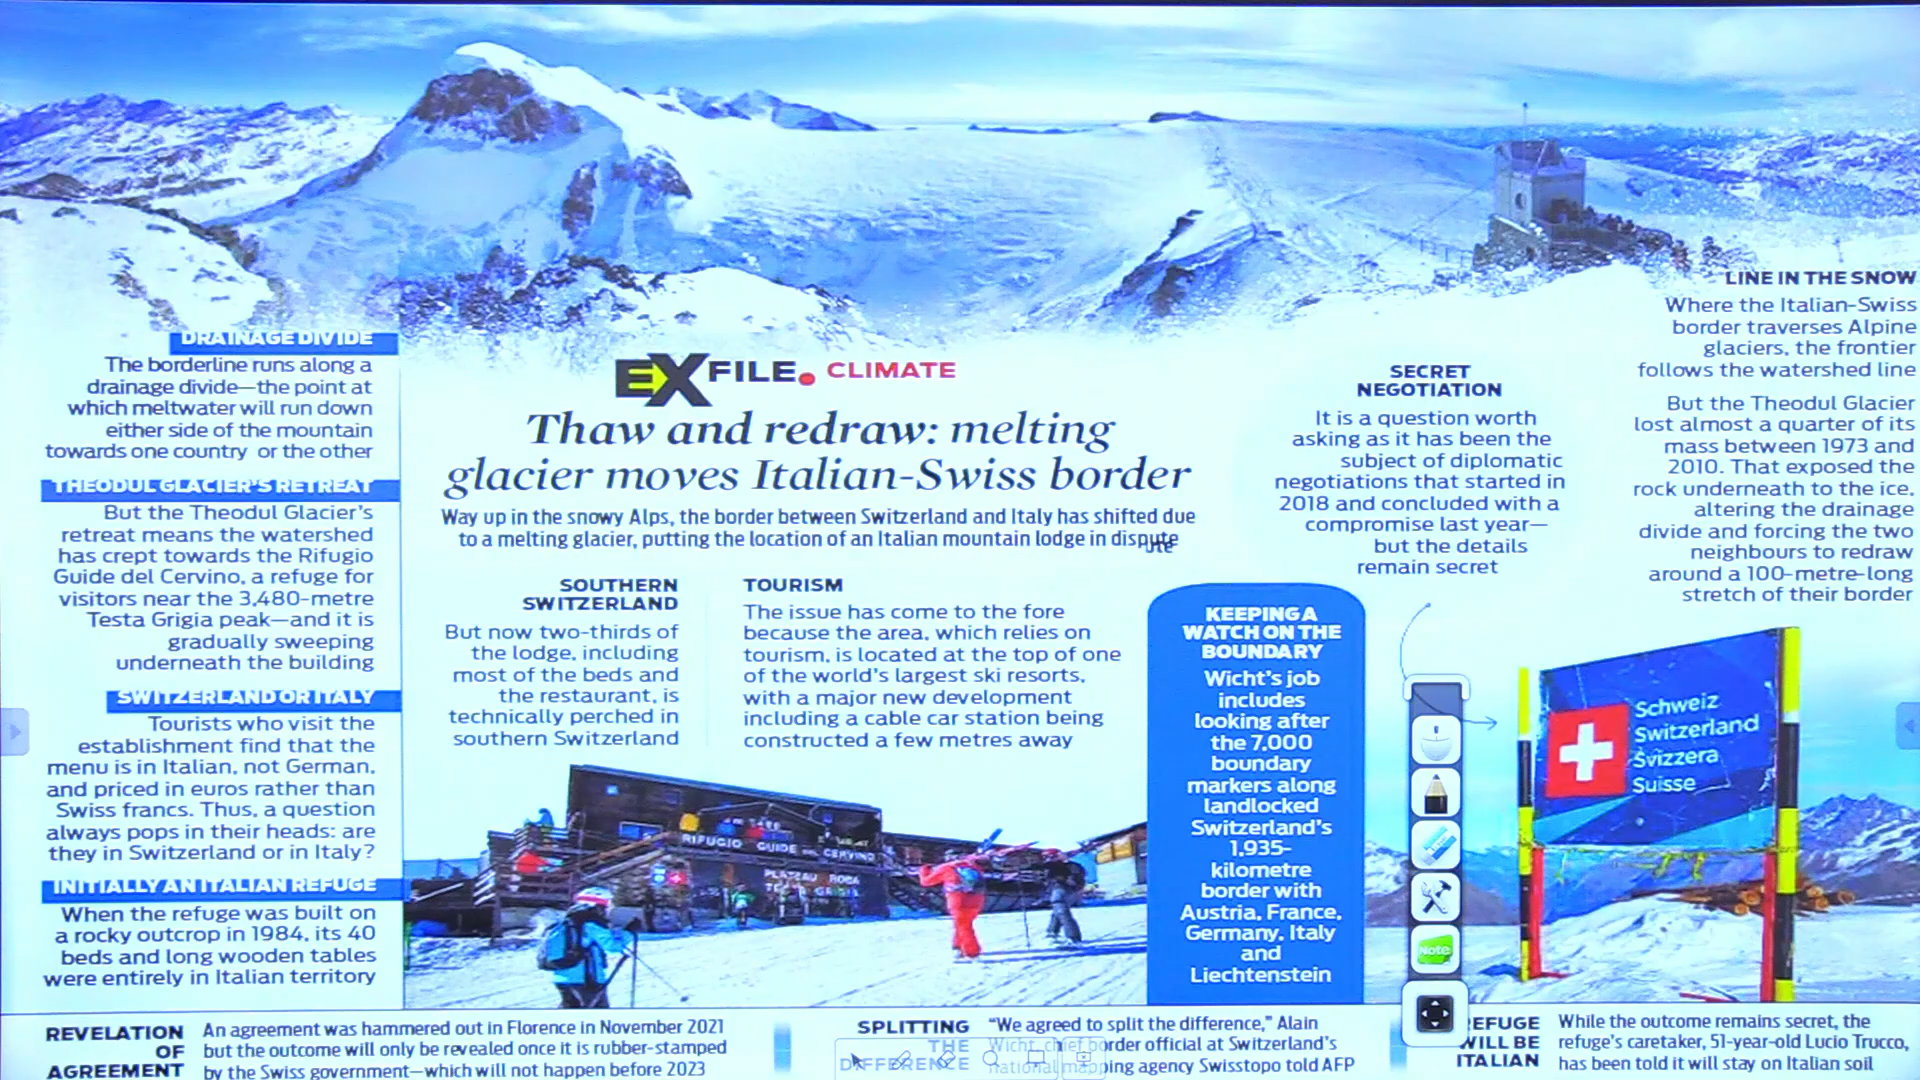 DRAINAGE DIVIDE
The borderline runs along a
drainage divide—the point at
which meltwater will run down
either side of the mountain
towards one country or the other
THEODUL GLACIER'S RETREAT
But the Theodul Glacier's
retreat means the watershed
has crept towards the Rifugio
Guide del Cervino, a refuge for
visitors near the 3,480-metre
Testa Grigia peak—and it is
gradually sweeping
underneath the building
SWITZERLAND OR ITALY
Tourists who visit the
establishment find that the
menu is in Italian, not German,
and priced in euros rather than
Swiss francs. Thus, a question
always pops in their heads: are
they in Switzerland or in Italy?
INITIALLY AN ITALIAN REFUGE
When the refuge was built on
a rocky outcrop in 1984, its 40
beds and long wooden tables
were entirely in Italian territory
EXFILE. CLIMATE
Thaw and redraw: melting
glacier moves Italian-Swiss border
Way up in the snowy Alps, the border between Switzerland and Italy has shifted due
to a melting glacier, putting the location of an Italian mountain lodge in dispute
SOUTHERN
SWITZERLAND
But now two-thirds of
the lodge, including
most of the beds and
the restaurant, is
technically perched in
southern Switzerland
TOURISM
The issue has come to the fore
because the area, which relies on
tourism, is located at the top of one
of the world's largest ski resorts,
with a major new development
including a cable car station being
constructed a few metres away
RIFUGIO GUIDE DEL CERVINO
PLATEAU ROSA
KEEPING A
WATCH ON THE
BOUNDARY
Wicht's job
includes
looking after
the 7,000
boundary
markers along
landlocked
Switzerland's
1,935-
kilometre
border with
Austria, France,
Germany, Italy
and
Liechtenstein
SECRET
NEGOTIATION
It is a question worth
asking as it has been the
subject of diplomatic
negotiations that started in
2018 and concluded with a
compromise last year—
but the details
remain secret
LINE IN THE SNOW
Where the Italian-Swiss
border traverses Alpine
glaciers, the frontier
follows the watershed line
But the Theodul Glacier
lost almost a quarter of its
mass between 1973 and
2010. That exposed the
rock underneath to the ice,
altering the drainage
divide and forcing the two
neighbours to redraw
around a 100-metre-long
stretch of their border
Schweiz
Switzerland
Svizzera
Suisse
Note
REVELATION
OF
AGREEMENT
An agreement was hammered out in Florence in November 2021
but the outcome will only be revealed once it is rubber-stamped
by the Swiss government—which will not happen before 2023
SPLITTING
THE
DIFFERENCE
"We agreed to split the difference," Alain
Wicht, chief border official at Switzerland's
national mapping agency Swisstopo told AFP
REFUGE
WILL BE
ITALIAN
While the outcome remains secret, the
refuge's caretaker, 51-year-old Lucio Trucco,
has been told it will stay on Italian soil